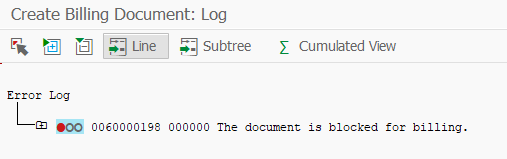 Create Billing Document: Log
Line Subtree Σ Cumulated View
Error Log
0060000198 000000 The document is blocked for billing.